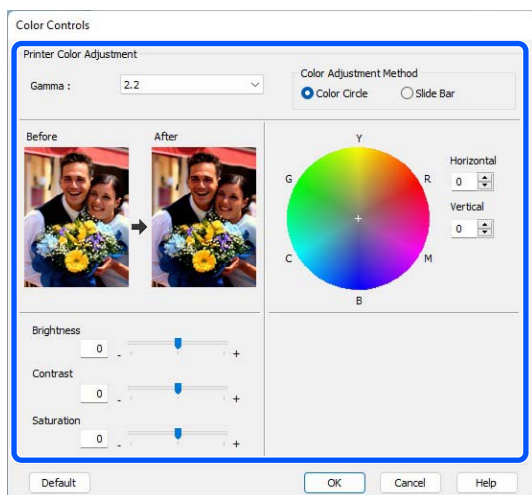 Color Controls
Printer Color Adjustment
Gamma : 2.2
Color Adjustment Method
Color Circle Slide Bar
Before After
Y
G R
C M
B
Horizontal
0
Vertical
0
Brightness
0 - +
Contrast
0 - +
Saturation
0 - +
Default OK Cancel Help